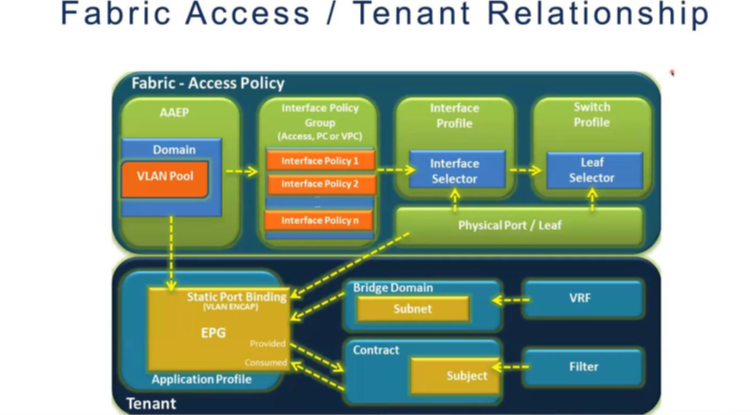 Fabric Access / Tenant Relationship
Fabric - Access Policy
AAEP
Domain
VLAN Pool
Interface Policy
Group
(Access, PC or VPC)
Interface Policy 1
Interface Policy 2
...
Interface Policy n
Interface
Profile
Interface
Selector
Switch
Profile
Leaf
Selector
Physical Port / Leaf
Static Port Binding
(VLAN ENCAP)
EPG
Provided
Consumed
Application Profile
Bridge Domain
Subnet
VRF
Contract
Subject
Filter
Tenant